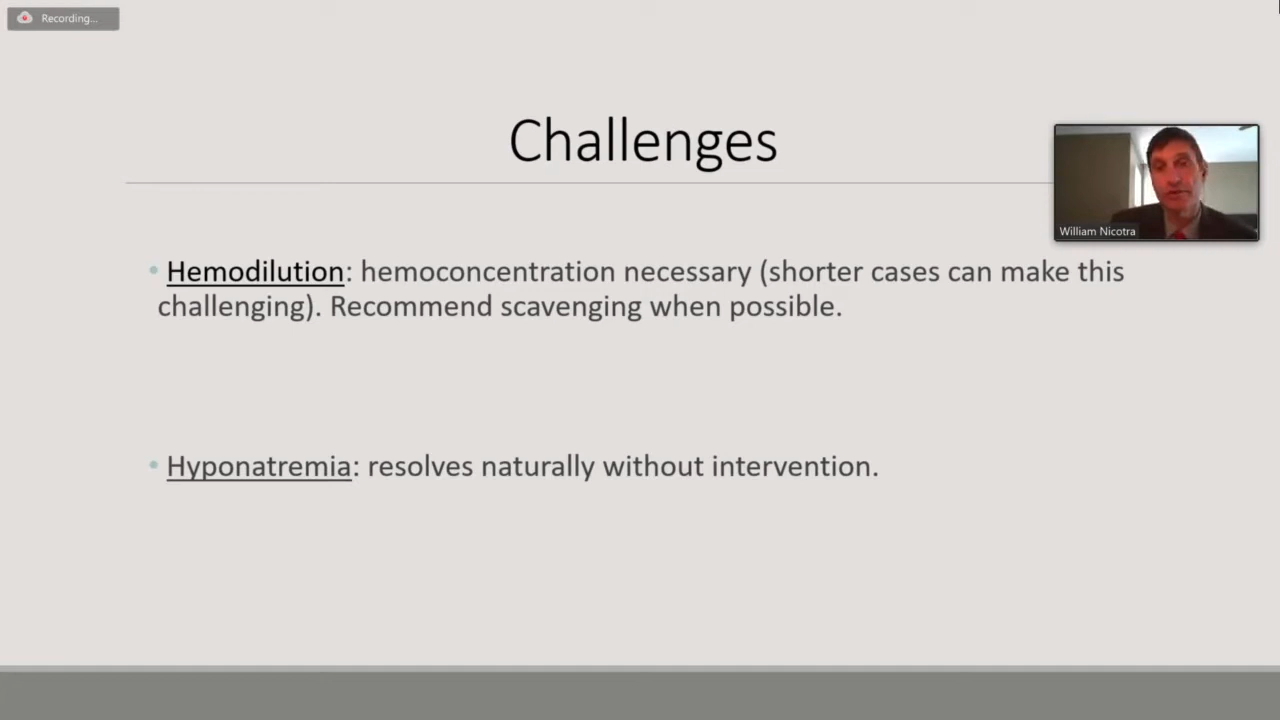 Recording...
Challenges
William Nicotra
• Hemodilution: hemoconcentration necessary (shorter cases can make this
challenging). Recommend scavenging when possible.
• Hyponatremia: resolves naturally without intervention.